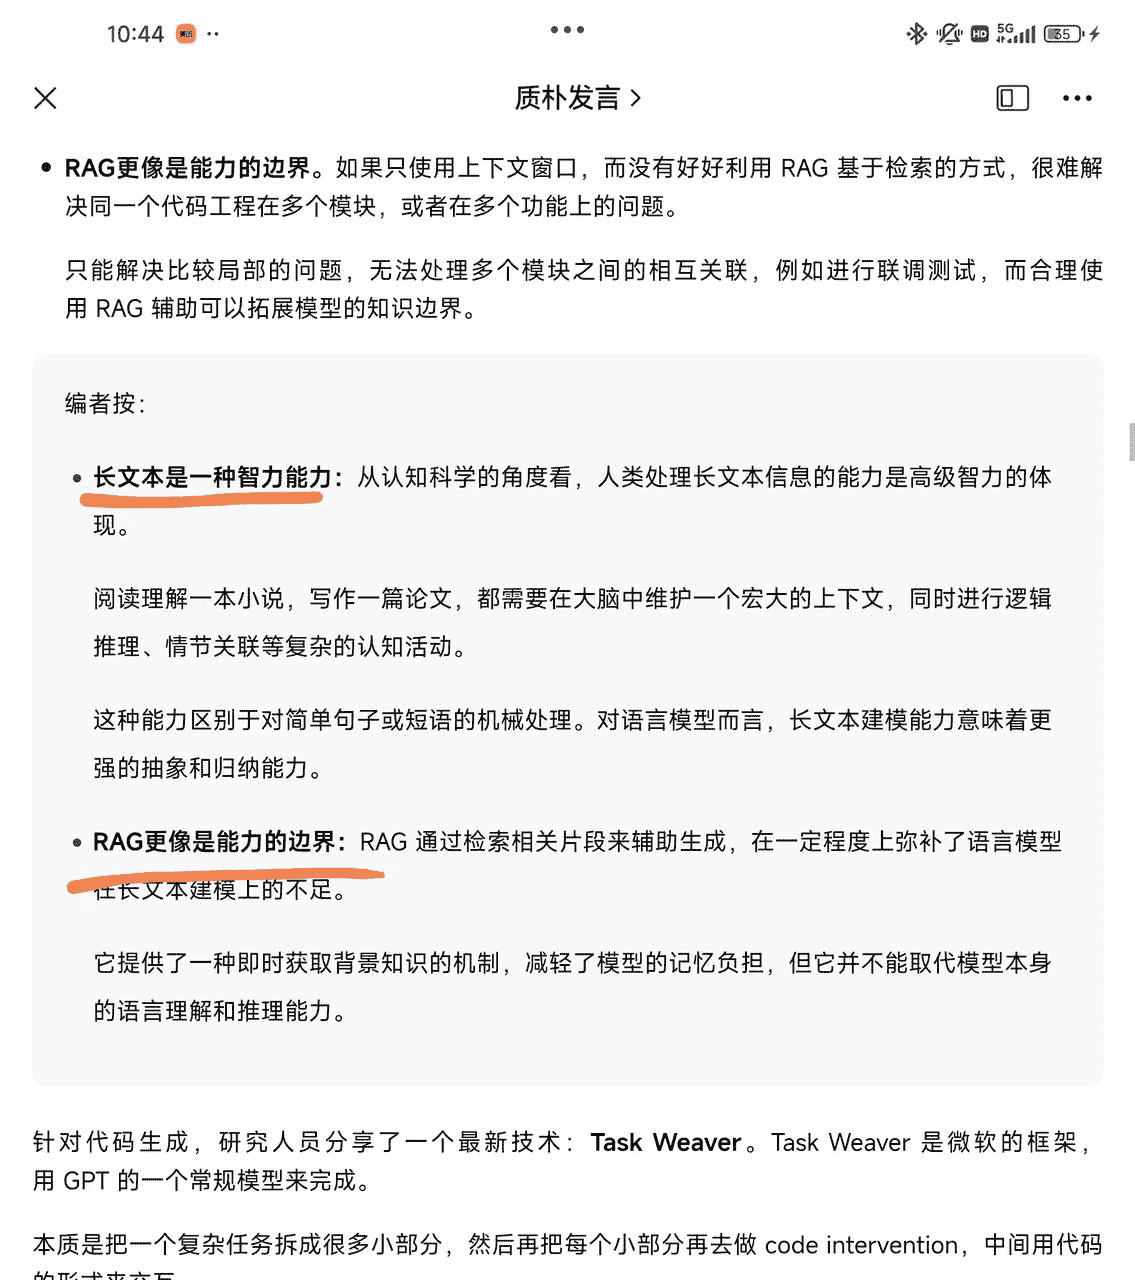 10:44
HD 5G 35
质朴发言
RAG更像是能力的边界。如果只使用上下文窗口，而没有好好利用 RAG 基于检索的方式，很难解
决同一个代码工程在多个模块，或者在多个功能上的问题。
只能解决比较局部的问题，无法处理多个模块之间的相互关联，例如进行联调测试，而合理使
用 RAG 辅助可以拓展模型的知识边界。
编者按：
长文本是一种智力能力：从认知科学的角度看，人类处理长文本信息的能力是高级智力的体
现。
阅读理解一本小说，写作一篇论文，都需要在大脑中维护一个宏大的上下文，同时进行逻辑
推理、情节关联等复杂的认知活动。
这种能力区别于对简单句子或短语的机械处理。对语言模型而言，长文本建模能力意味着更
强的抽象和归纳能力。
RAG更像是能力的边界：RAG 通过检索相关片段来辅助生成，在一定程度上弥补了语言模型
在长文本建模上的不足。
它提供了一种即时获取背景知识的机制，减轻了模型的记忆负担，但它并不能取代模型本身
的语言理解和推理能力。
针对代码生成，研究人员分享了一个最新技术：Task Weaver。Task Weaver 是微软的框架，
用 GPT 的一个常规模型来完成。
本质是把一个复杂任务拆成很多小部分，然后再把每个小部分再去做 code intervention，中间用代码
的形式来交互